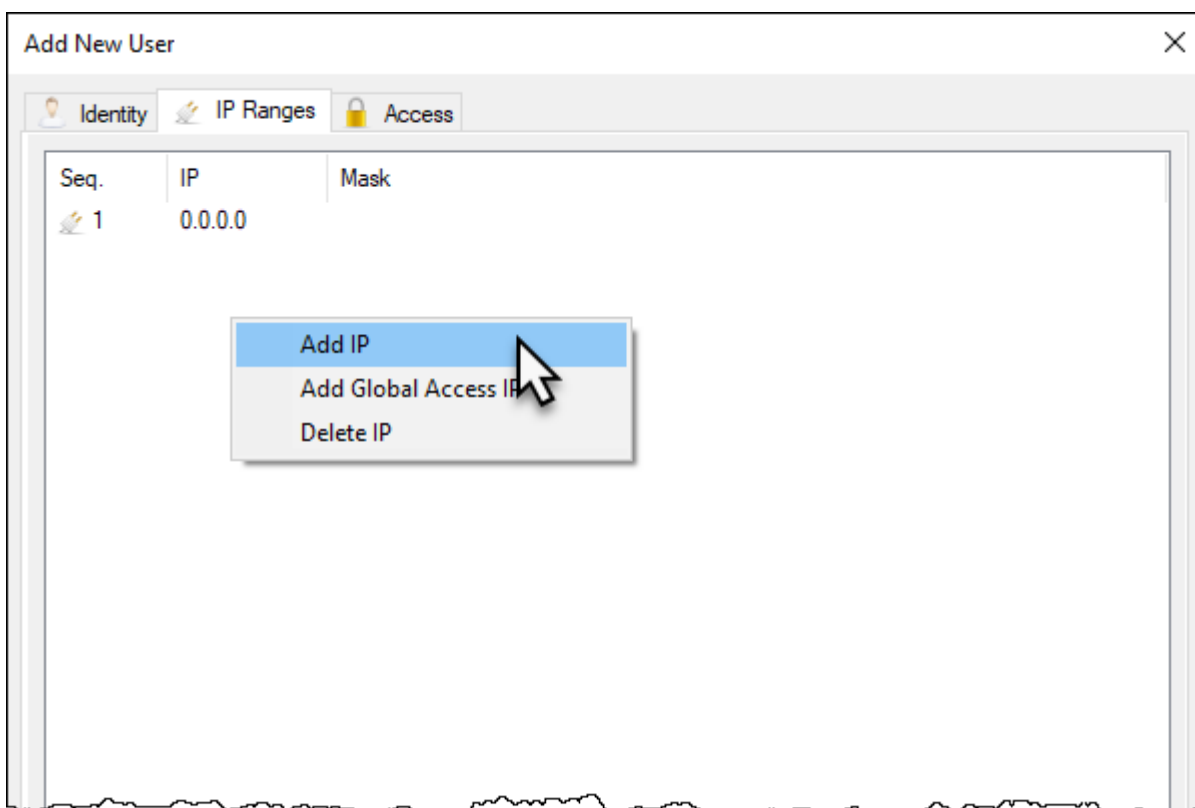 Add New User
Identity IP Ranges Access
Seq. IP Mask
1 0.0.0.0
Add IP
Add Global Access IP
Delete IP